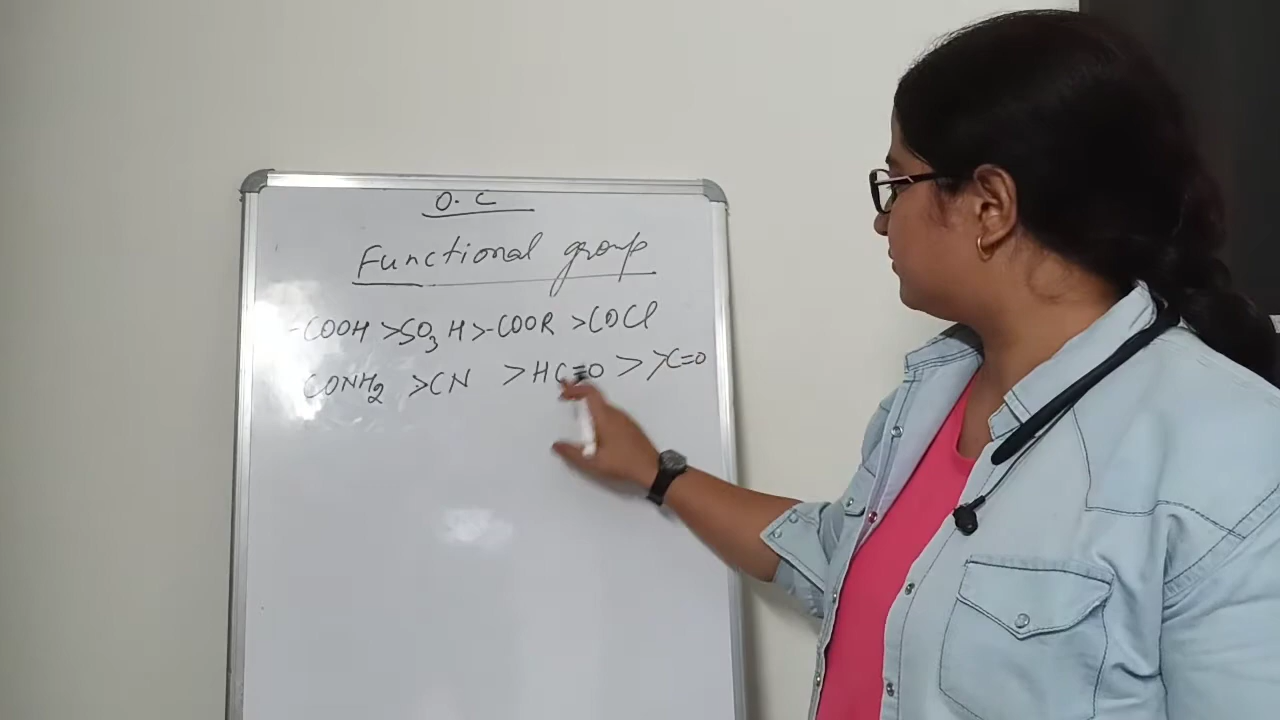 O. C
Functional group
-COOH >SO₃H >-COOR >COCl
CONH₂ >CN >HC=O > >C=O